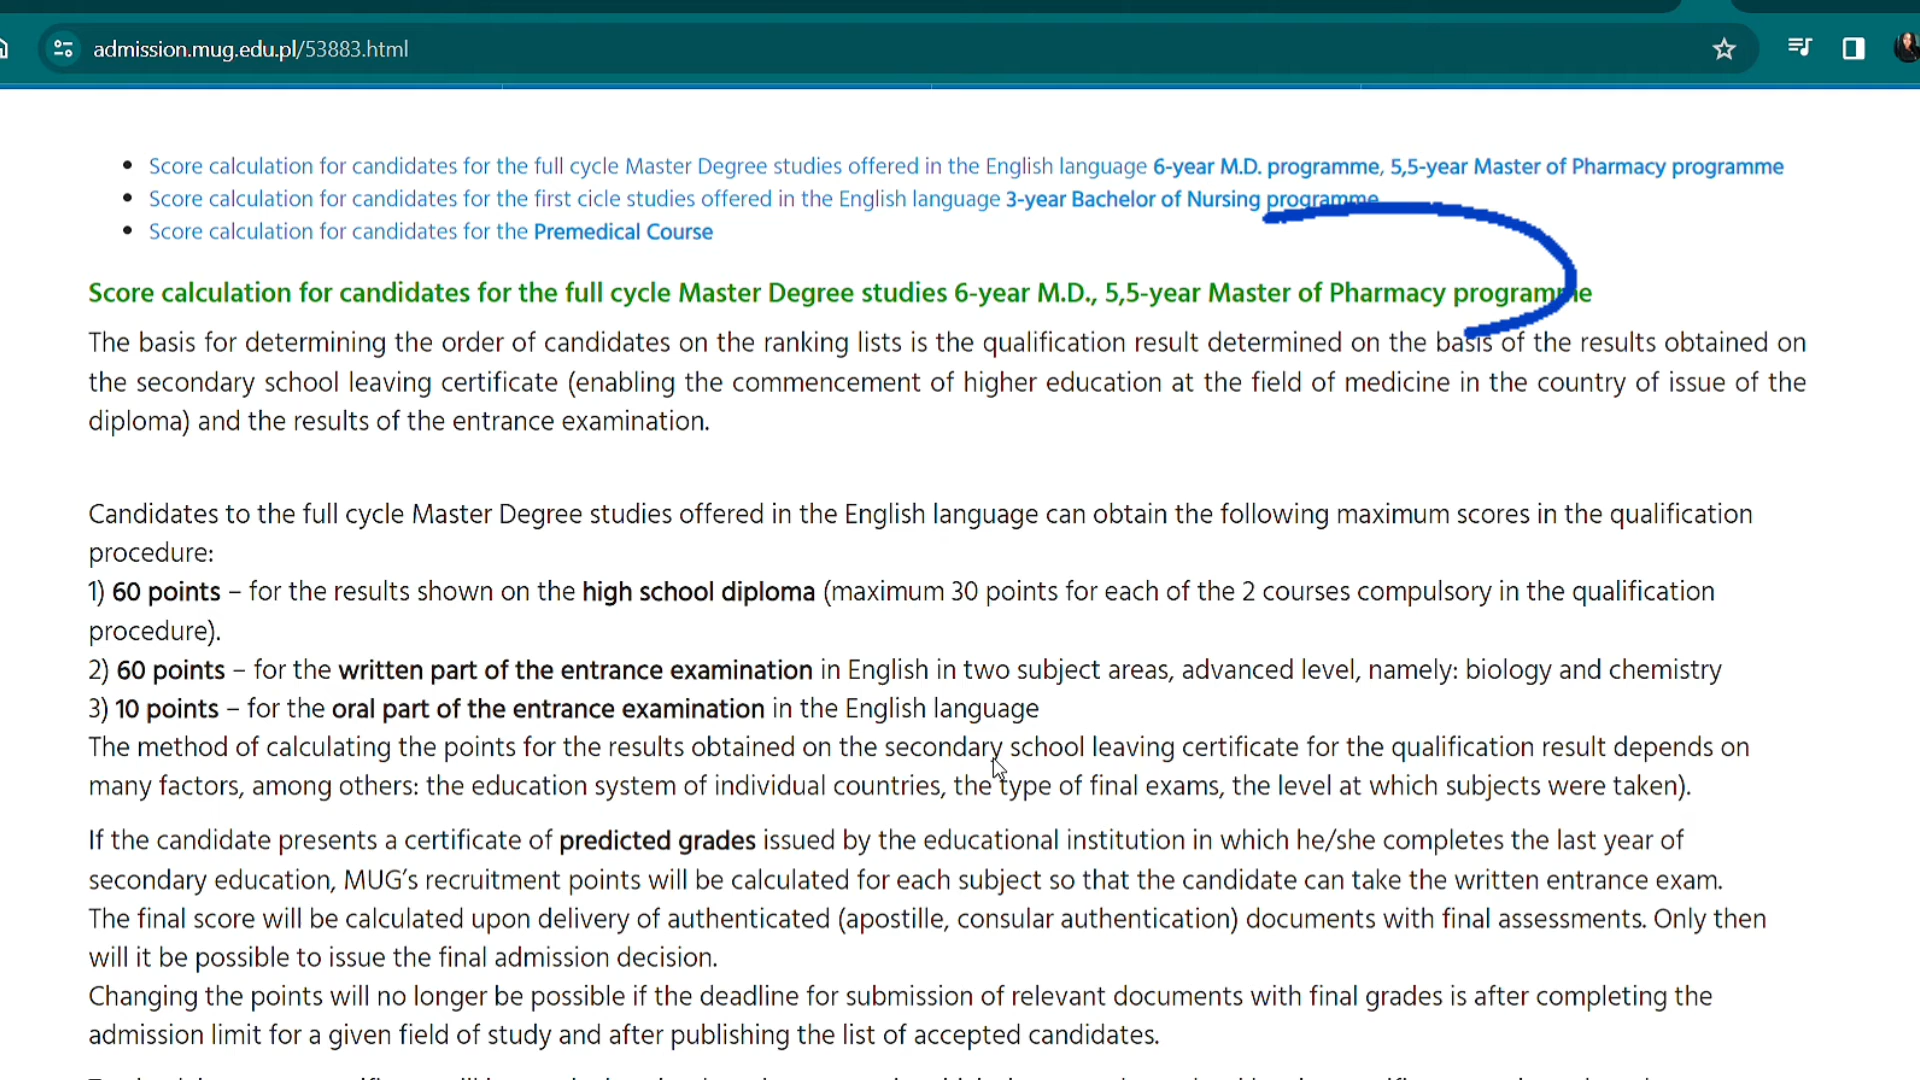 admission.mug.edu.pl/53883.html
Score calculation for candidates for the full cycle Master Degree studies offered in the English language 6-year M.D. programme, 5,5-year Master of Pharmacy programme
Score calculation for candidates for the first cicle studies offered in the English language 3-year Bachelor of Nursing programme
Score calculation for candidates for the Premedical Course
Score calculation for candidates for the full cycle Master Degree studies 6-year M.D., 5,5-year Master of Pharmacy programme
The basis for determining the order of candidates on the ranking lists is the qualification result determined on the basis of the results obtained on
the secondary school leaving certificate (enabling the commencement of higher education at the field of medicine in the country of issue of the
diploma) and the results of the entrance examination.
Candidates to the full cycle Master Degree studies offered in the English language can obtain the following maximum scores in the qualification
procedure:
1) 60 points – for the results shown on the high school diploma (maximum 30 points for each of the 2 courses compulsory in the qualification
procedure).
2) 60 points – for the written part of the entrance examination in English in two subject areas, advanced level, namely: biology and chemistry
3) 10 points – for the oral part of the entrance examination in the English language
The method of calculating the points for the results obtained on the secondary school leaving certificate for the qualification result depends on
many factors, among others: the education system of individual countries, the type of final exams, the level at which subjects were taken).
If the candidate presents a certificate of predicted grades issued by the educational institution in which he/she completes the last year of
secondary education, MUG's recruitment points will be calculated for each subject so that the candidate can take the written entrance exam.
The final score will be calculated upon delivery of authenticated (apostille, consular authentication) documents with final assessments. Only then
will it be possible to issue the final admission decision.
Changing the points will no longer be possible if the deadline for submission of relevant documents with final grades is after completing the
admission limit for a given field of study and after publishing the list of accepted candidates.